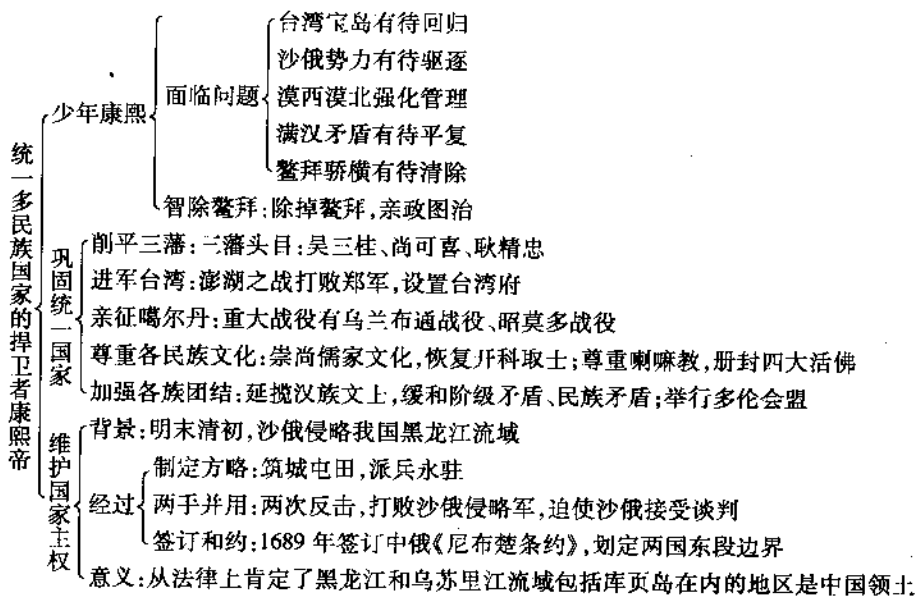 统一多民族国家的捍卫者康熙帝
少年康熙
面临问题
台湾宝岛有待回归
沙俄势力有待驱逐
漠西漠北强化管理
满汉矛盾有待平复
鳌拜骄横有待清除
智除鳌拜:除掉鳌拜,亲政图治
巩固统一国家
削平三藩:三藩头目:吴三桂、尚可喜、耿精忠
进军台湾:澎湖之战打败郑军,设置台湾府
亲征噶尔丹:重大战役有乌兰布通战役、昭莫多战役
尊重各民族文化:崇尚儒家文化,恢复开科取士;尊重喇嘛教,册封四大活佛
加强各族团结:延揽汉族文士,缓和阶级矛盾、民族矛盾;举行多伦会盟
维护国家主权
背景:明末清初,沙俄侵略我国黑龙江流域
经过
制定方略:筑城屯田,派兵永驻
两手并用:两次反击,打败沙俄侵略军,迫使沙俄接受谈判
签订和约:1689年签订中俄《尼布楚条约》,划定两国东段边界
意义:从法律上肯定了黑龙江和乌苏里江流域包括库页岛在内的地区是中国领土